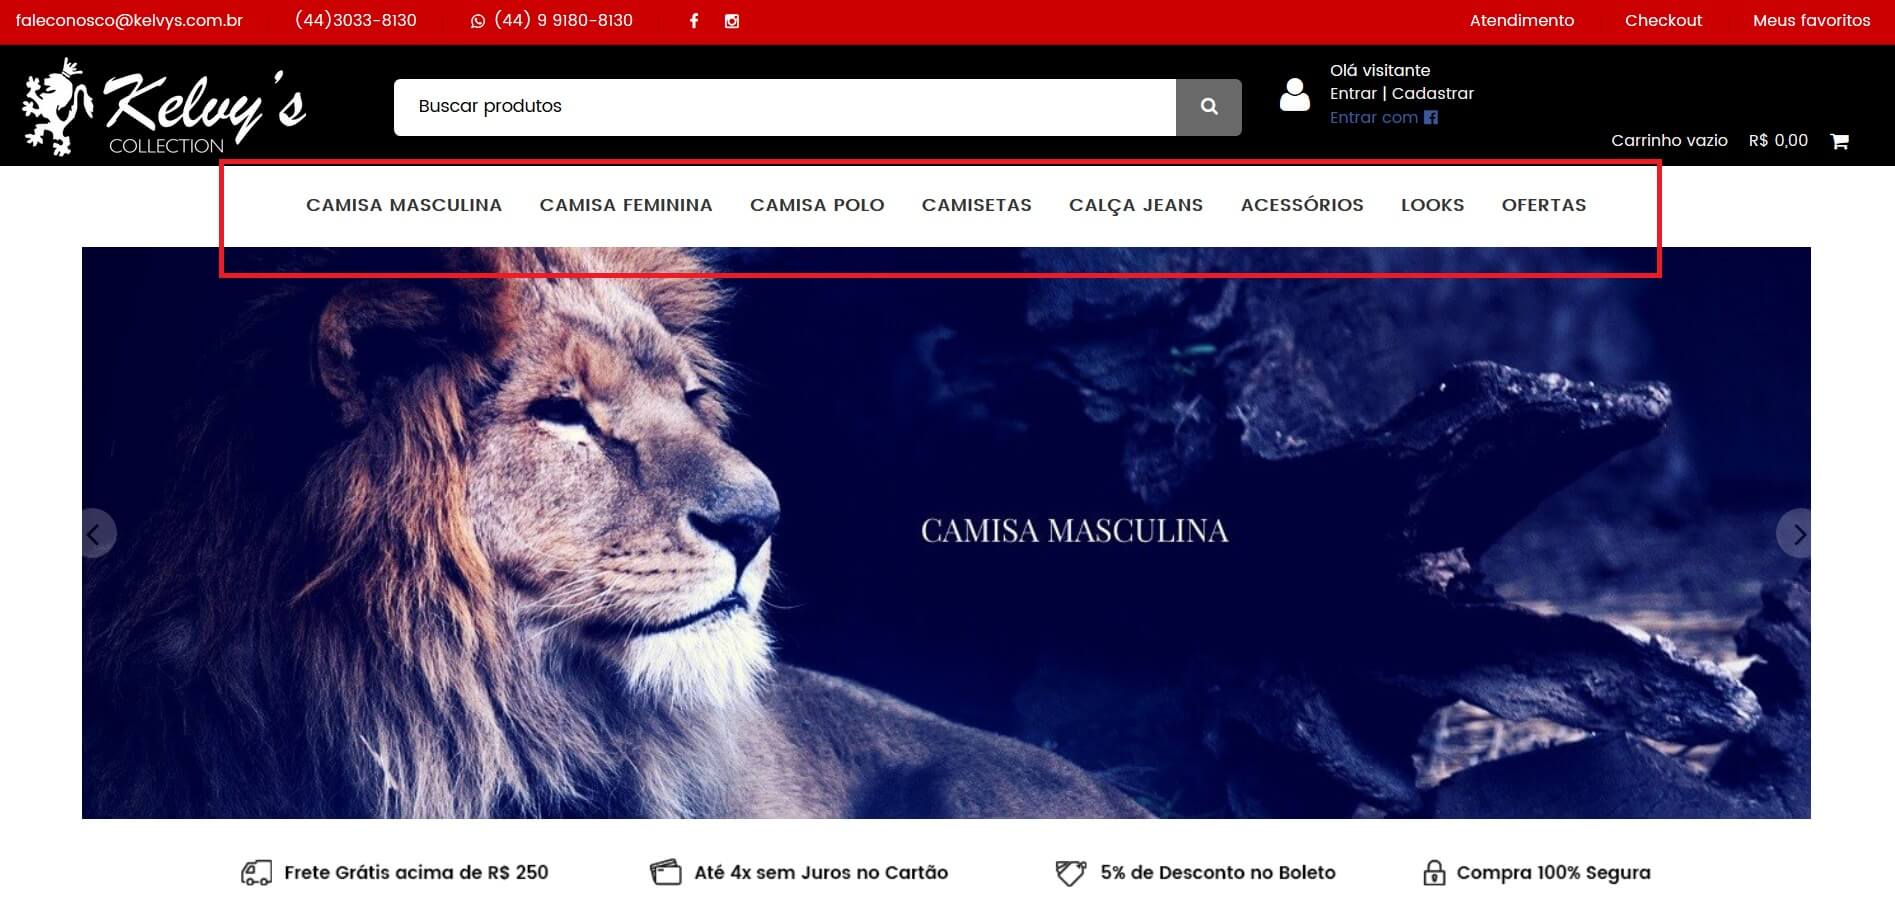 faleconosco@kelvys.com.br (44)3033-8130 (44) 9 9180-8130 Atendimento Checkout Meus favoritos
Kelvy's
COLLECTION
Buscar produtos
Olá visitante
Entrar | Cadastrar
Entrar com
Carrinho vazio R$ 0,00
CAMISA MASCULINA CAMISA FEMININA CAMISA POLO CAMISETAS CALÇA JEANS ACESSÓRIOS LOOKS OFERTAS
CAMISA MASCULINA
Frete Grátis acima de R$ 250 Até 4x sem Juros no Cartão 5% de Desconto no Boleto Compra 100% Segura